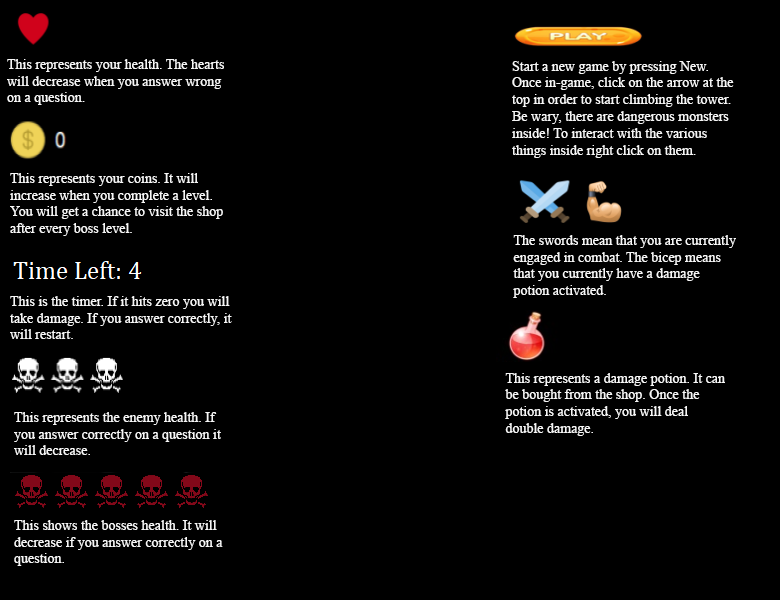 This represents your health. The hearts
will decrease when you answer wrong
on a question.
$ 0
This represents your coins. It will
increase when you complete a level.
You will get a chance to visit the shop
after every boss level.
Time Left: 4
This is the timer. If it hits zero you will
take damage. If you answer correctly, it
will restart.
This represents the enemy health. If
you answer correctly on a question it
will decrease.
This shows the bosses health. It will
decrease if you answer correctly on a
question.
PLAY
Start a new game by pressing New.
Once in-game, click on the arrow at the
top in order to start climbing the tower.
Be wary, there are dangerous monsters
inside! To interact with the various
things inside right click on them.
The swords mean that you are currently
engaged in combat. The bicep means
that you currently have a damage
potion activated.
This represents a damage potion. It can
be bought from the shop. Once the
potion is activated, you will deal
double damage.